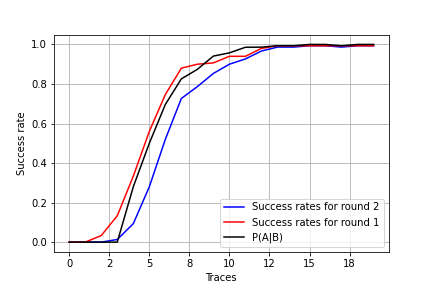 1.0
0.8
0.6
0.4
0.2
0.0
Success rate
Success rates for round 2
Success rates for round 1
P(A|B)
0 2 5 8 10 12 15 18
Traces